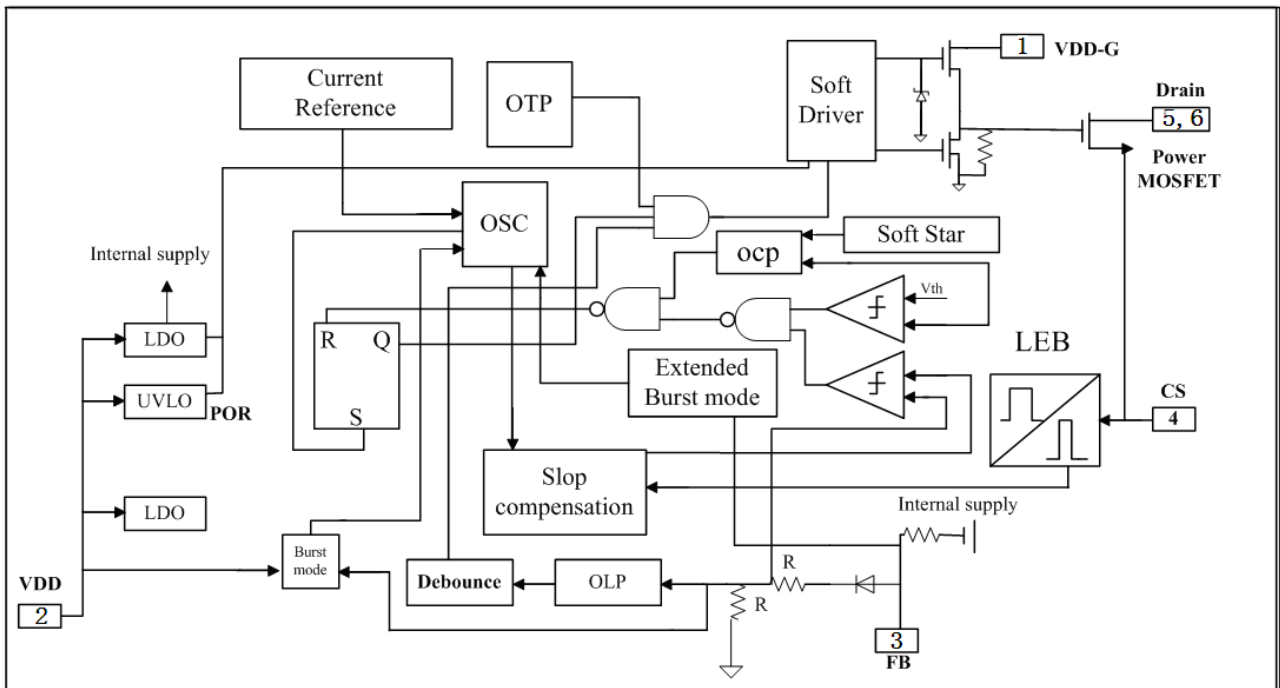 1
VDD-G
Current
Reference
OTP
Soft
Driver
Drain
5, 6
Power
MOSFET
OSC
Soft Star
ocp
Internal supply
Vth
LDO
R
Q
LEB
Extended
Burst mode
UVLO
POR
S
CS
4
Slop
compensation
LDO
Internal supply
Burst
mode
R
VDD
Debounce
OLP
R
2
3
FB